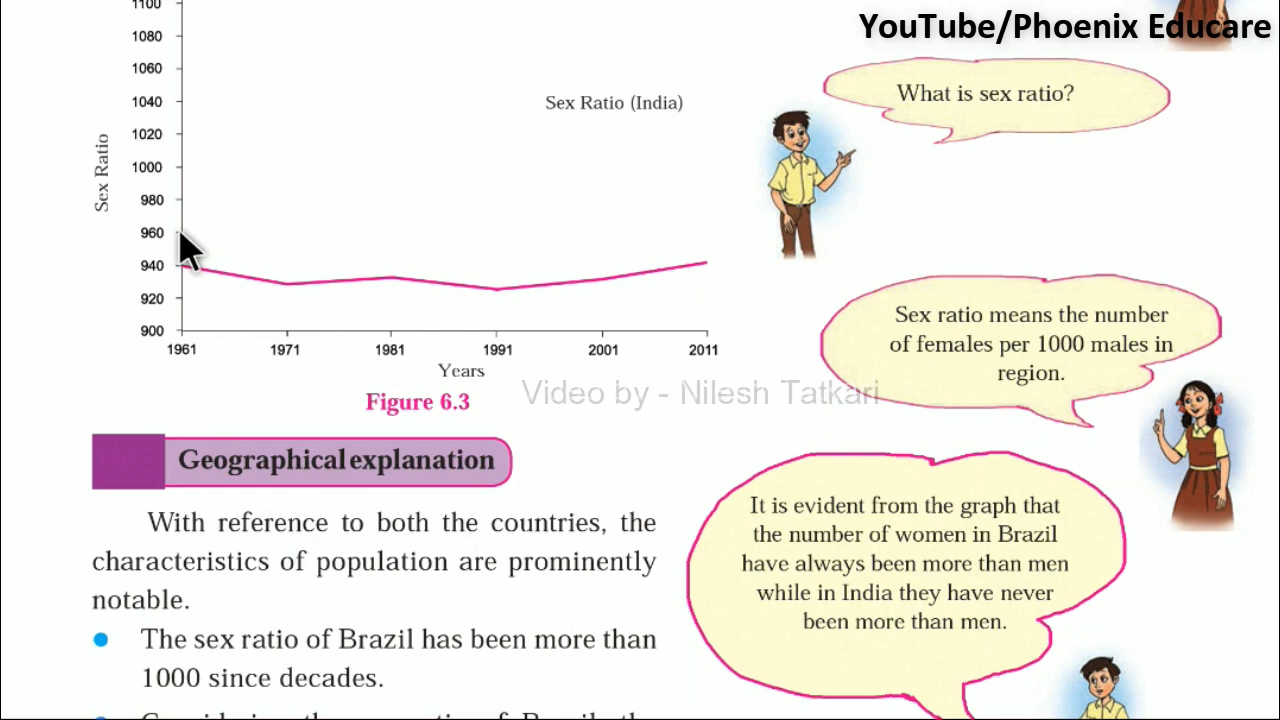 YouTube/Phoenix Educare
1100
1080
1060
1040
1020
1000
980
960
940
920
900
Sex Ratio
Sex Ratio (India)
1961 1971 1981 1991 2001 2011
Years
Figure 6.3
Video by - Nilesh Tatkari
What is sex ratio?
Sex ratio means the number
of females per 1000 males in
region.
It is evident from the graph that
the number of women in Brazil
have always been more than men
while in India they have never
been more than men.
Geographical explanation
With reference to both the countries, the
characteristics of population are prominently
notable.
• The sex ratio of Brazil has been more than
1000 since decades.